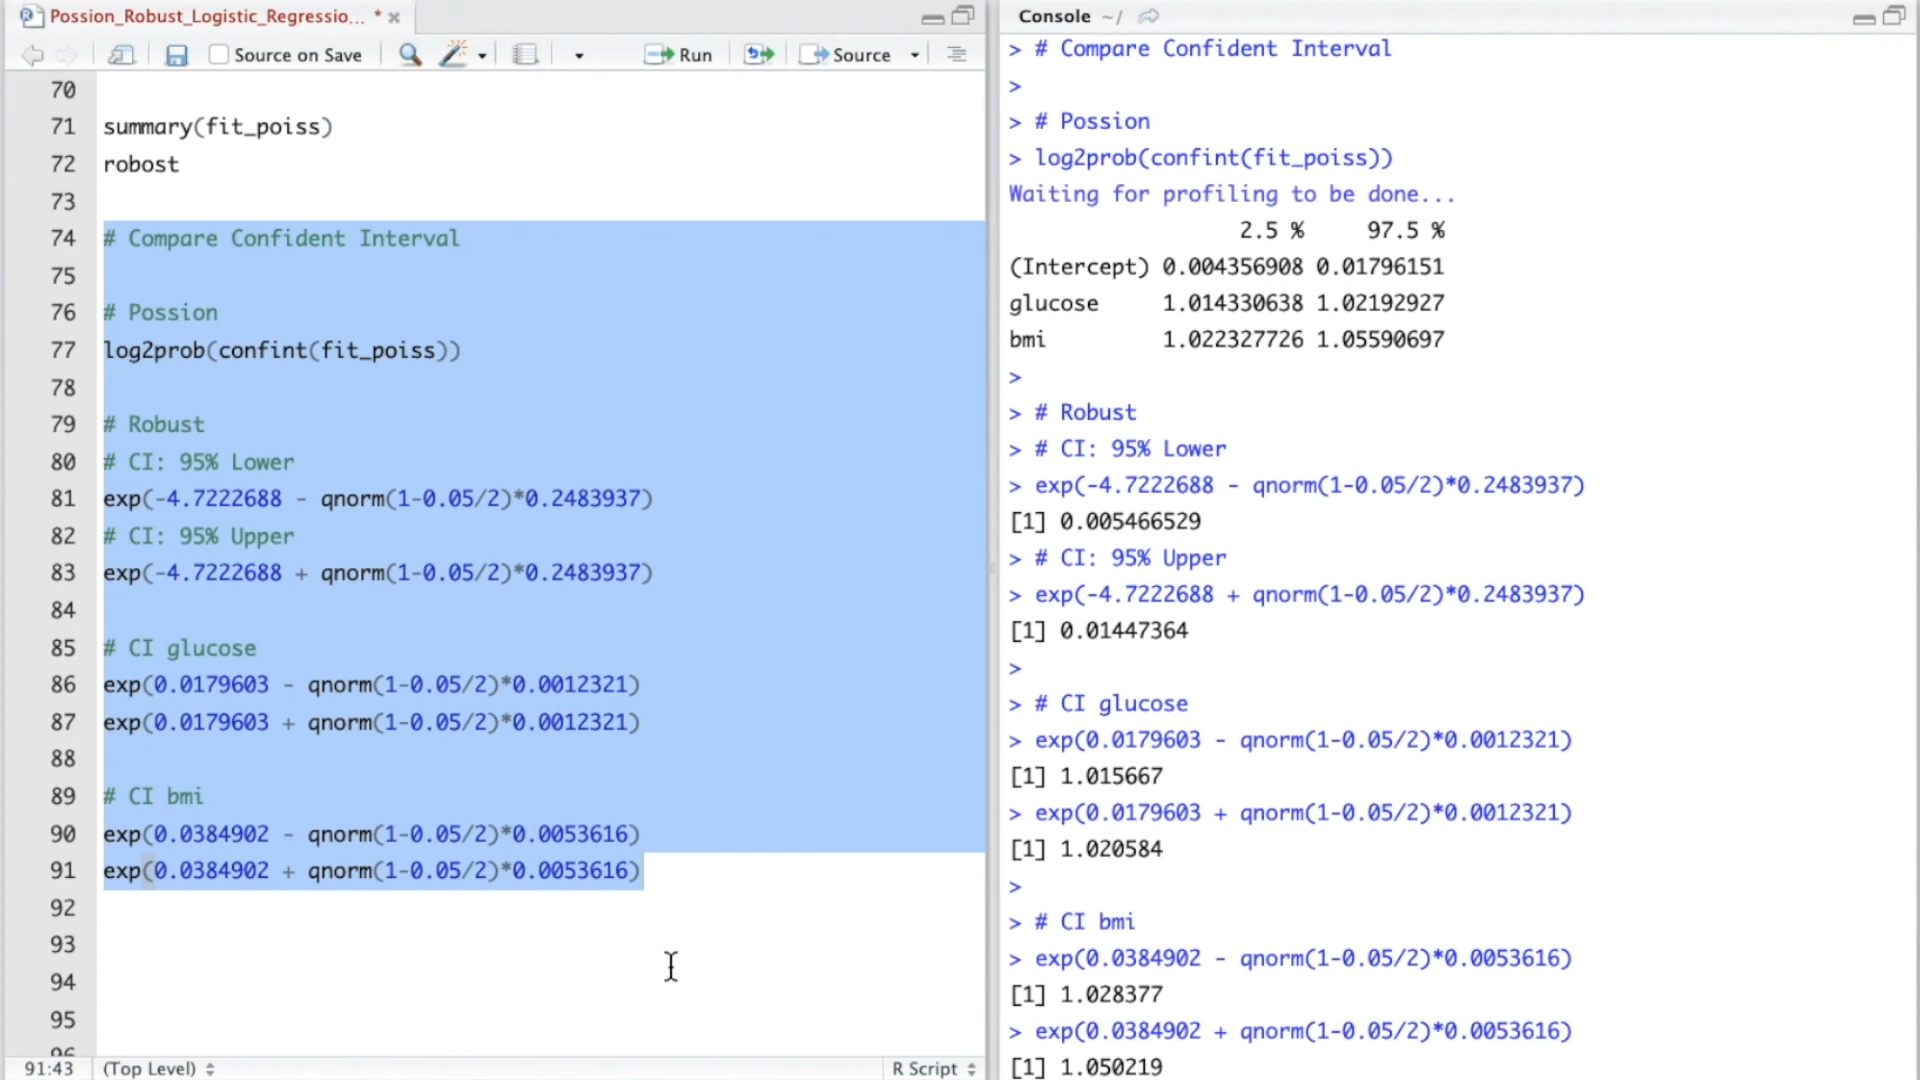 Possion_Robust_Logistic_Regressio... *
Source on Save
Run
Source
70
71 summary(fit_poiss)
72 robost
73
74 # Compare Confident Interval
75
76 # Possion
77 log2prob(confint(fit_poiss))
78
79 # Robust
80 # CI: 95% Lower
81 exp(-4.7222688 - qnorm(1-0.05/2)*0.2483937)
82 # CI: 95% Upper
83 exp(-4.7222688 + qnorm(1-0.05/2)*0.2483937)
84
85 # CI glucose
86 exp(0.0179603 - qnorm(1-0.05/2)*0.0012321)
87 exp(0.0179603 + qnorm(1-0.05/2)*0.0012321)
88
89 # CI bmi
90 exp(0.0384902 - qnorm(1-0.05/2)*0.0053616)
91 exp(0.0384902 + qnorm(1-0.05/2)*0.0053616)
92
93
94
95
96
91:43 (Top Level) R Script
Console ~/
> # Compare Confident Interval
>
> # Possion
> log2prob(confint(fit_poiss))
Waiting for profiling to be done...
2.5 % 97.5 %
(Intercept) 0.004356908 0.01796151
glucose 1.014330638 1.02192927
bmi 1.022327726 1.05590697
>
> # Robust
> # CI: 95% Lower
> exp(-4.7222688 - qnorm(1-0.05/2)*0.2483937)
[1] 0.005466529
> # CI: 95% Upper
> exp(-4.7222688 + qnorm(1-0.05/2)*0.2483937)
[1] 0.01447364
>
> # CI glucose
> exp(0.0179603 - qnorm(1-0.05/2)*0.0012321)
[1] 1.015667
> exp(0.0179603 + qnorm(1-0.05/2)*0.0012321)
[1] 1.020584
>
> # CI bmi
> exp(0.0384902 - qnorm(1-0.05/2)*0.0053616)
[1] 1.028377
> exp(0.0384902 + qnorm(1-0.05/2)*0.0053616)
[1] 1.050219